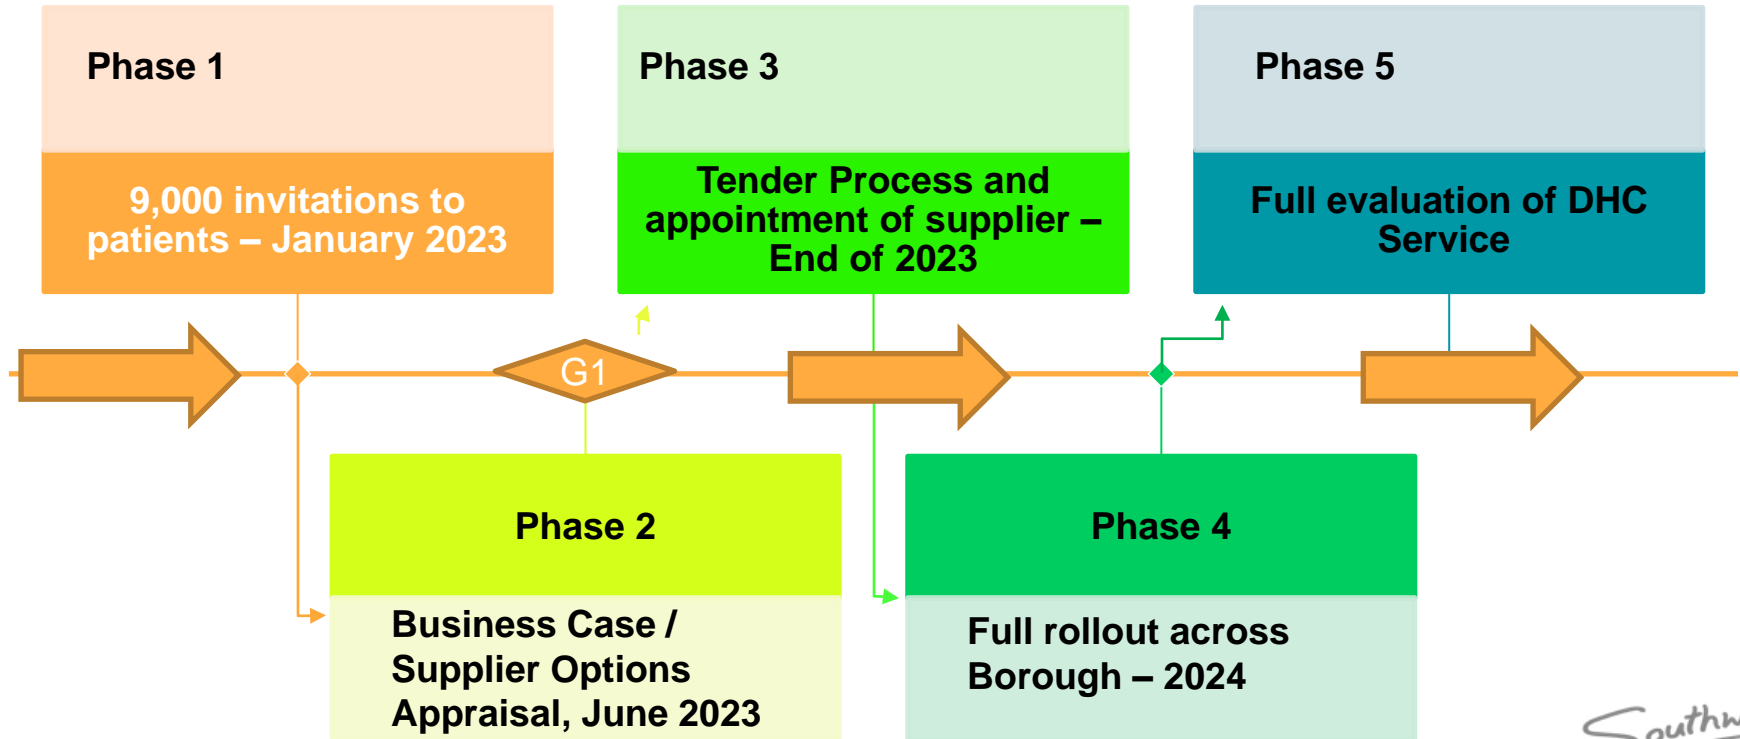 Phase 1
9,000 invitations to
patients – January 2023
Phase 3
Tender Process and
appointment of supplier –
End of 2023
Phase 5
Full evaluation of DHC
Service
G1
Phase 2
Business Case /
Supplier Options
Appraisal, June 2023
Phase 4
Full rollout across
Borough – 2024